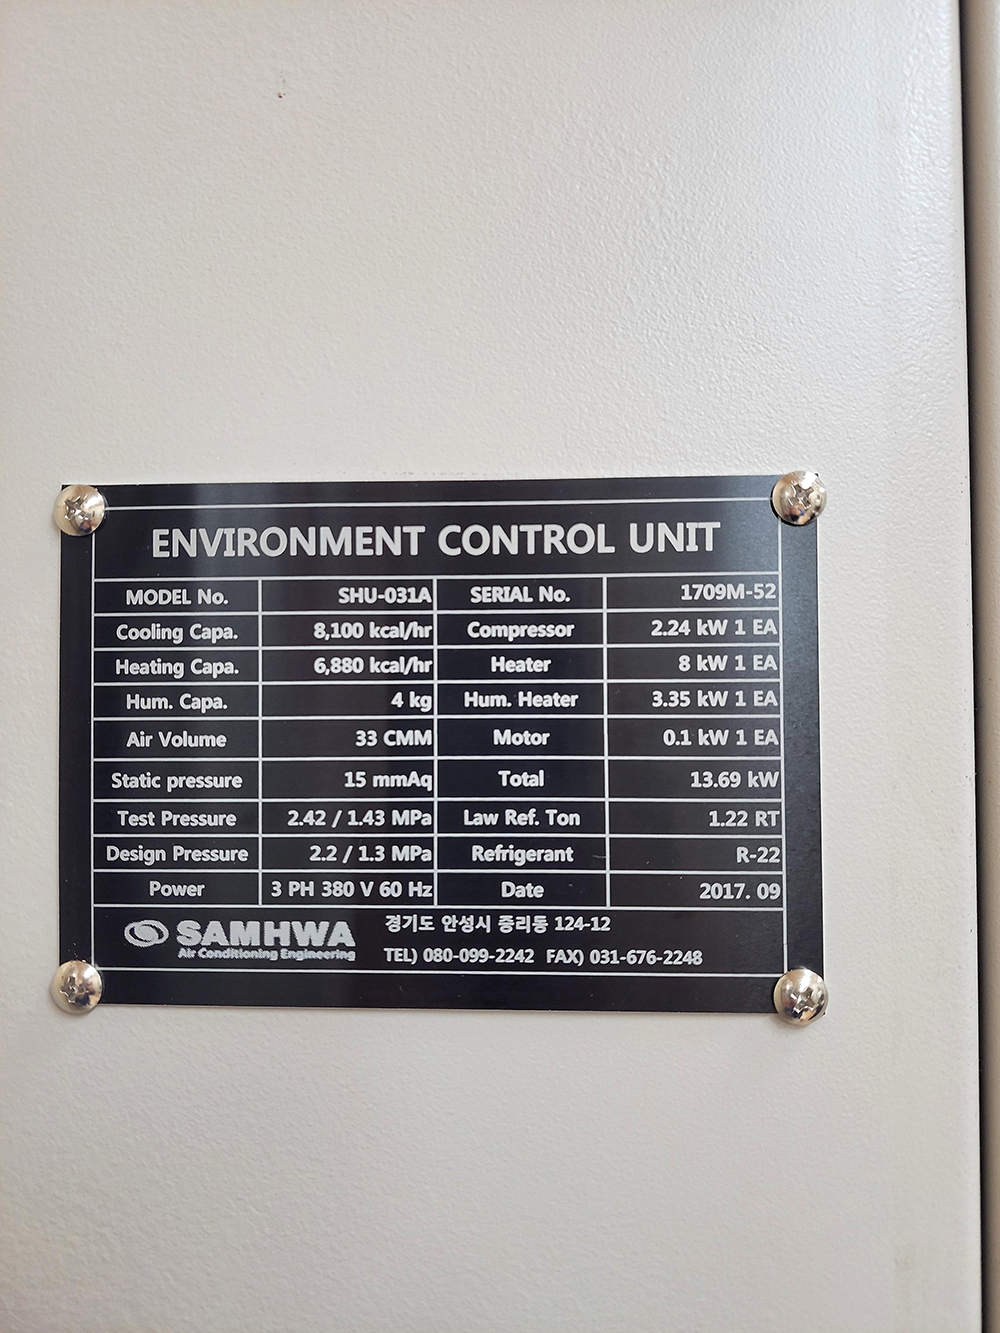 ENVIRONMENT CONTROL UNIT
MODEL No. SHU-031A SERIAL No. 1709M-52
Cooling Capa. 8,100 kcal/hr Compressor 2.24 kW 1 EA
Heating Capa. 6,880 kcal/hr Heater 8 kW 1 EA
Hum. Capa. 4 kg Hum. Heater 3.35 kW 1 EA
Air Volume 33 CMM Motor 0.1 kW 1 EA
Static pressure 15 mmAq Total 13.69 kW
Test Pressure 2.42 / 1.43 MPa Law Ref. Ton 1.22 RT
Design Pressure 2.2 / 1.3 MPa Refrigerant R-22
Power 3 PH 380 V 60 Hz Date 2017. 09
SAMHWA 경기도 안성시 중리동 124-12
Air Conditioning Engineering TEL) 080-099-2242 FAX) 031-676-2248